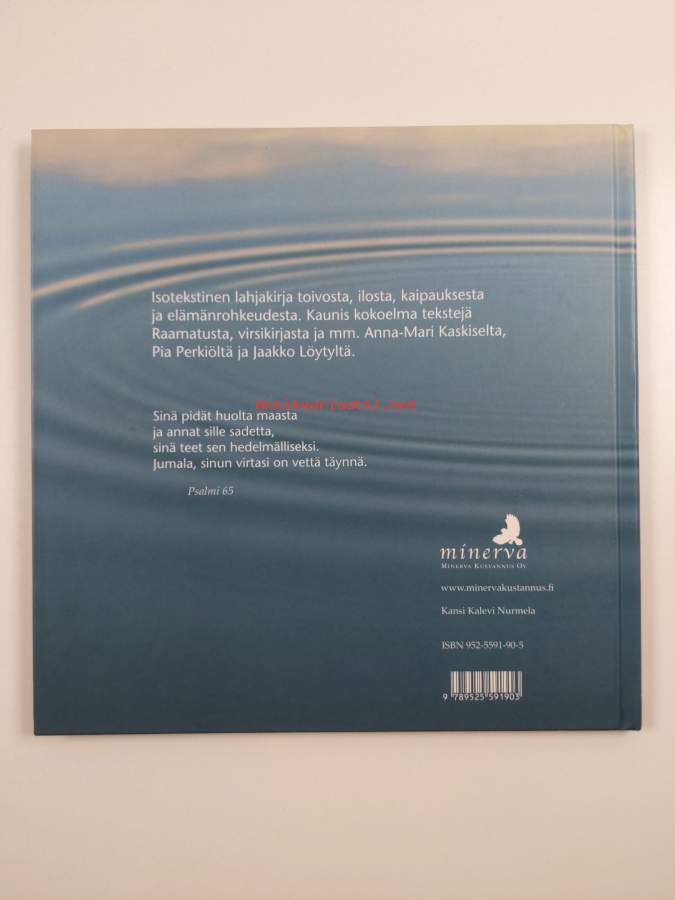 Isotekstinen lahjakirja toivosta, ilosta, kaipauksesta
ja elämänrohkeudesta. Kaunis kokoelma tekstejä
Raamatusta, virsikirjasta ja mm. Anna-Mari Kaskiselta,
Pia Perkiöltä ja Jaakko Löytyltä.
Antikvariaatti.net
Sinä pidät huolta maasta
ja annat sille sadetta,
sinä teet sen hedelmälliseksi.
Jumala, sinun virtasi on vettä täynnä.
Psalmi 65
minerva
MINERVA KUSTANNUS OY
www.minervakustannus.fi
Kansi Kalevi Nurmela
ISBN 952-5591-90-5
9 789525 591903